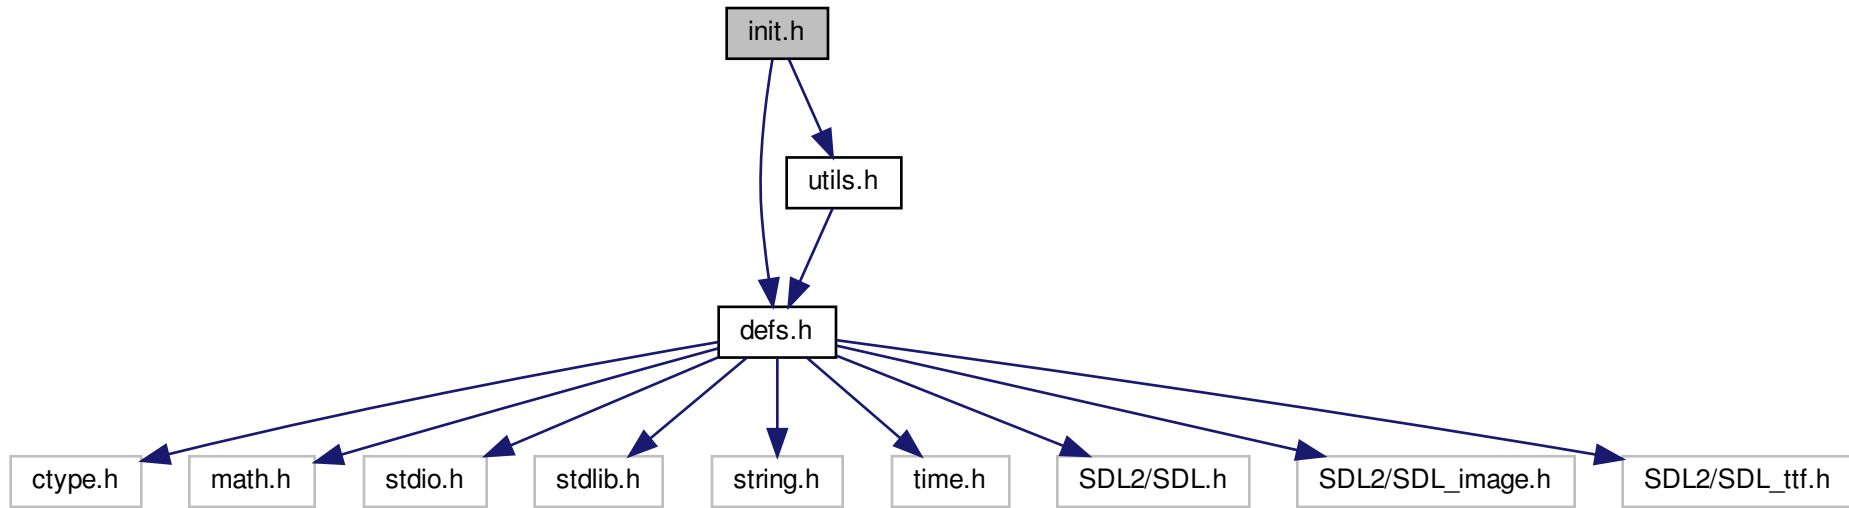 init.h
utils.h
defs.h
ctype.h
math.h
stdio.h
stdlib.h
string.h
time.h
SDL2/SDL.h
SDL2/SDL_image.h
SDL2/SDL_ttf.h